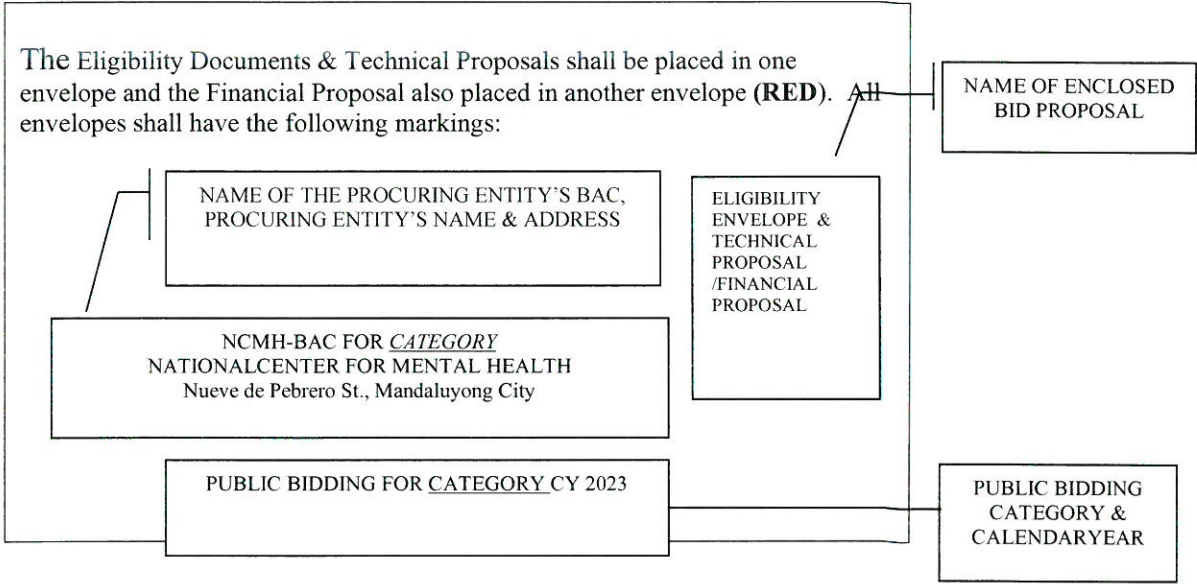 The Eligibility Documents & Technical Proposals shall be placed in one
envelope and the Financial Proposal also placed in another envelope (RED). All
envelopes shall have the following markings:
NAME OF ENCLOSED
BID PROPOSAL
NAME OF THE PROCURING ENTITY'S BAC,
PROCURING ENTITY'S NAME & ADDRESS
ELIGIBILITY
ENVELOPE &
TECHNICAL
PROPOSAL
/FINANCIAL
PROPOSAL
NCMH-BAC FOR CATEGORY
NATIONALCENTER FOR MENTAL HEALTH
Nueve de Pebrero St., Mandaluyong City
PUBLIC BIDDING FOR CATEGORY CY 2023
PUBLIC BIDDING
CATEGORY &
CALENDARYEAR